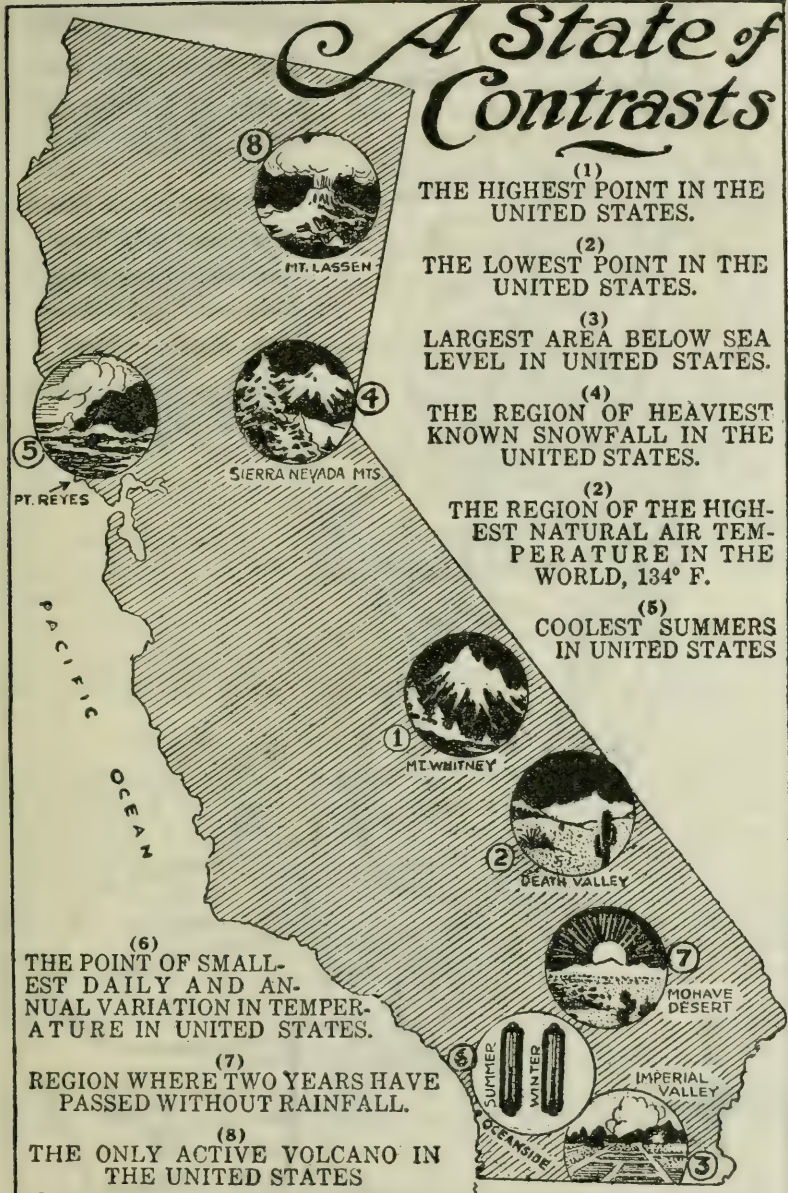 A State of
Contrasts
(1)
THE HIGHEST POINT IN THE
UNITED STATES.
(2)
THE LOWEST POINT IN THE
UNITED STATES.
(3)
LARGEST AREA BELOW SEA
LEVEL IN UNITED STATES.
(4)
THE REGION OF HEAVIEST
KNOWN SNOWFALL IN THE
UNITED STATES.
(2)
THE REGION OF THE HIGH-
EST NATURAL AIR TEM-
PERATURE IN THE
WORLD, 134° F.
(5)
COOLEST SUMMERS
IN UNITED STATES
8
MT. LASSEN
5
PT. REYES
4
SIERRA NEVADA MTS.
PACIFIC OCEAN
1
MT. WHITNEY
2
DEATH VALLEY
7
MOHAVE
DESERT
6
SUMMER
WINTER
OCEANSIDE
IMPERIAL
VALLEY
3
(6)
THE POINT OF SMALL-
EST DAILY AND AN-
NUAL VARIATION IN TEMPER-
ATURE IN UNITED STATES.
(7)
REGION WHERE TWO YEARS HAVE
PASSED WITHOUT RAINFALL.
(8)
THE ONLY ACTIVE VOLCANO IN
THE UNITED STATES